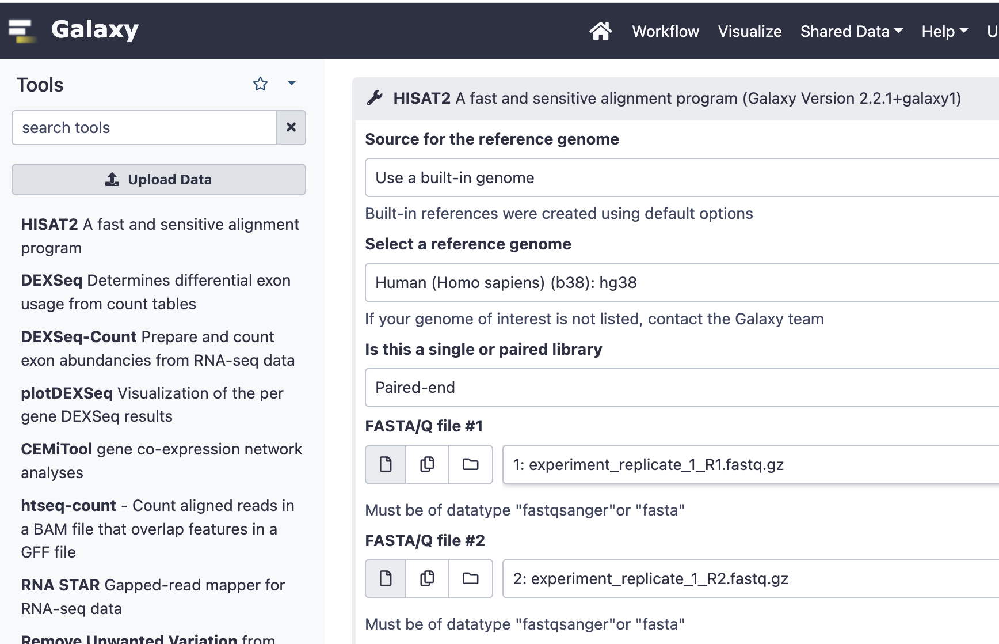 Galaxy
Workflow Visualize Shared Data Help U
Tools
search tools
Upload Data
HISAT2 A fast and sensitive alignment
program
DEXSeq Determines differential exon
usage from count tables
DEXSeq-Count Prepare and count
exon abundancies from RNA-seq data
plotDEXSeq Visualization of the per
gene DEXSeq results
CEMiTool gene co-expression network
analyses
htseq-count - Count aligned reads in
a BAM file that overlap features in a
GFF file
RNA STAR Gapped-read mapper for
RNA-seq data
Remove Unwanted Variation from
HISAT2 A fast and sensitive alignment program (Galaxy Version 2.2.1+galaxy1)
Source for the reference genome
Use a built-in genome
Built-in references were created using default options
Select a reference genome
Human (Homo sapiens) (b38): hg38
If your genome of interest is not listed, contact the Galaxy team
Is this a single or paired library
Paired-end
FASTA/Q file #1
1: experiment_replicate_1_R1.fastq.gz
Must be of datatype "fastqsanger"or "fasta"
FASTA/Q file #2
2: experiment_replicate_1_R2.fastq.gz
Must be of datatype "fastqsanger"or "fasta"